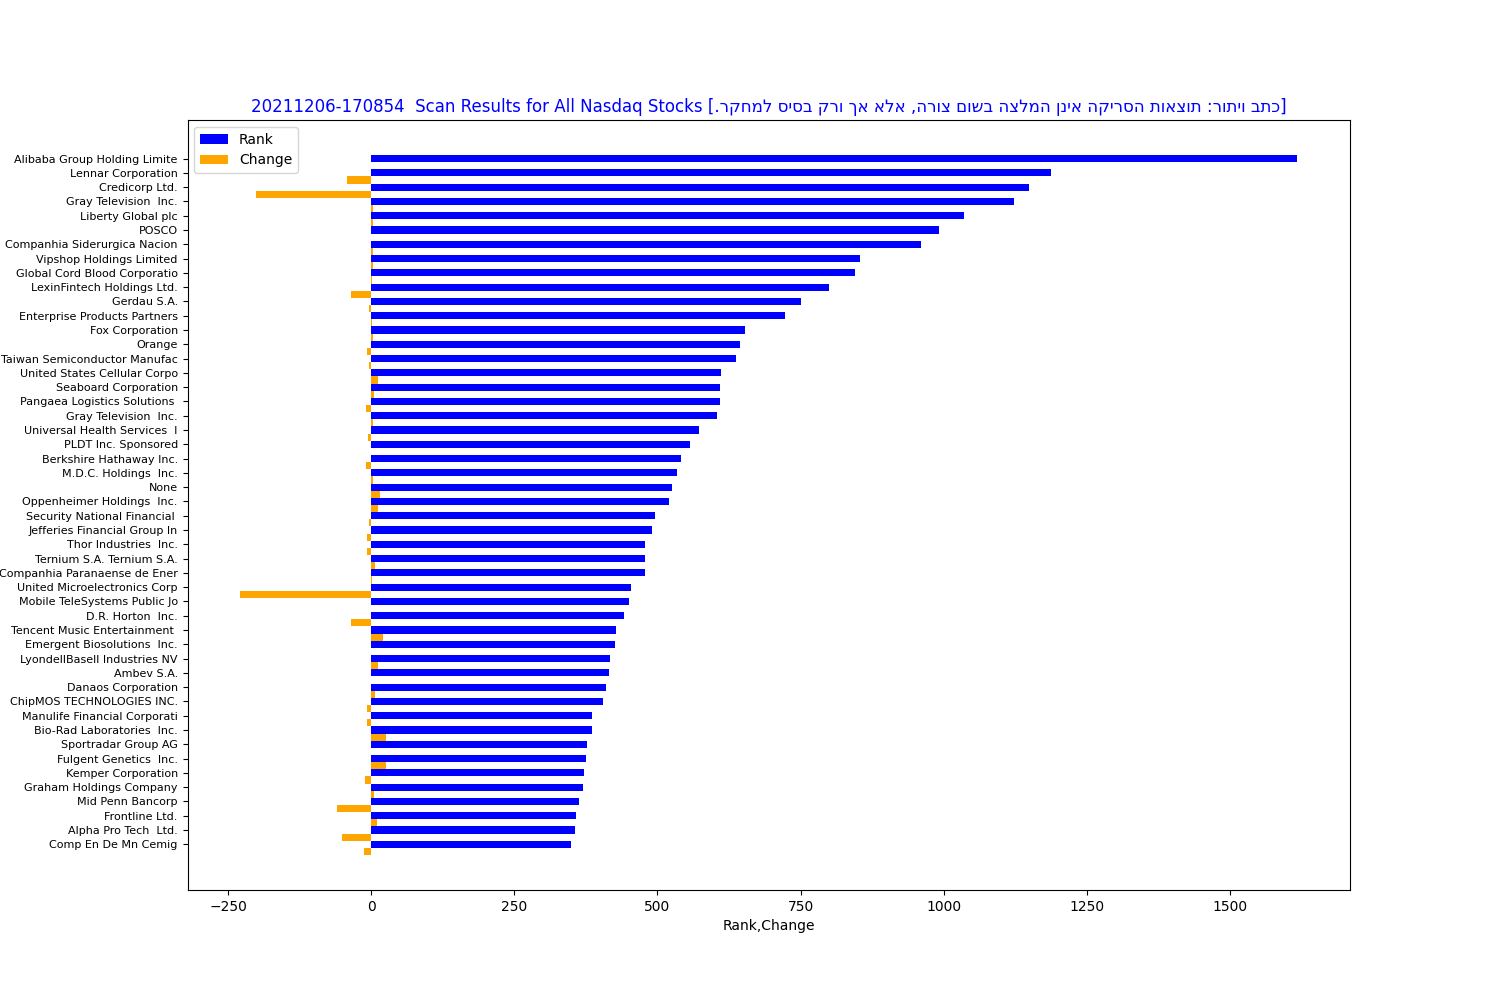 20211206-170854  Scan Results for All Nasdaq Stocks [כתב ויתור: תוצאות הסריקה אינן המלצה בשום צורה, אלא אך ורק בסיס למחקר.]
Rank
Change
Alibaba Group Holding Limite
Lennar Corporation
Credicorp Ltd.
Gray Television  Inc.
Liberty Global plc
POSCO
Companhia Siderurgica Nacion
Vipshop Holdings Limited
Global Cord Blood Corporatio
LexinFintech Holdings Ltd.
Gerdau S.A.
Enterprise Products Partners
Fox Corporation
Orange
Taiwan Semiconductor Manufac
United States Cellular Corpo
Seaboard Corporation
Pangaea Logistics Solutions
Gray Television  Inc.
Universal Health Services  I
PLDT Inc. Sponsored
Berkshire Hathaway Inc.
M.D.C. Holdings  Inc.
None
Oppenheimer Holdings  Inc.
Security National Financial
Jefferies Financial Group In
Thor Industries  Inc.
Ternium S.A. Ternium S.A.
Companhia Paranaense de Ener
United Microelectronics Corp
Mobile TeleSystems Public Jo
D.R. Horton  Inc.
Tencent Music Entertainment
Emergent Biosolutions  Inc.
LyondellBasell Industries NV
Ambev S.A.
Danaos Corporation
ChipMOS TECHNOLOGIES INC.
Manulife Financial Corporati
Bio-Rad Laboratories  Inc.
Sportradar Group AG
Fulgent Genetics  Inc.
Kemper Corporation
Graham Holdings Company
Mid Penn Bancorp
Frontline Ltd.
Alpha Pro Tech  Ltd.
Comp En De Mn Cemig
−250 0 250 500 750 1000 1250 1500
Rank,Change